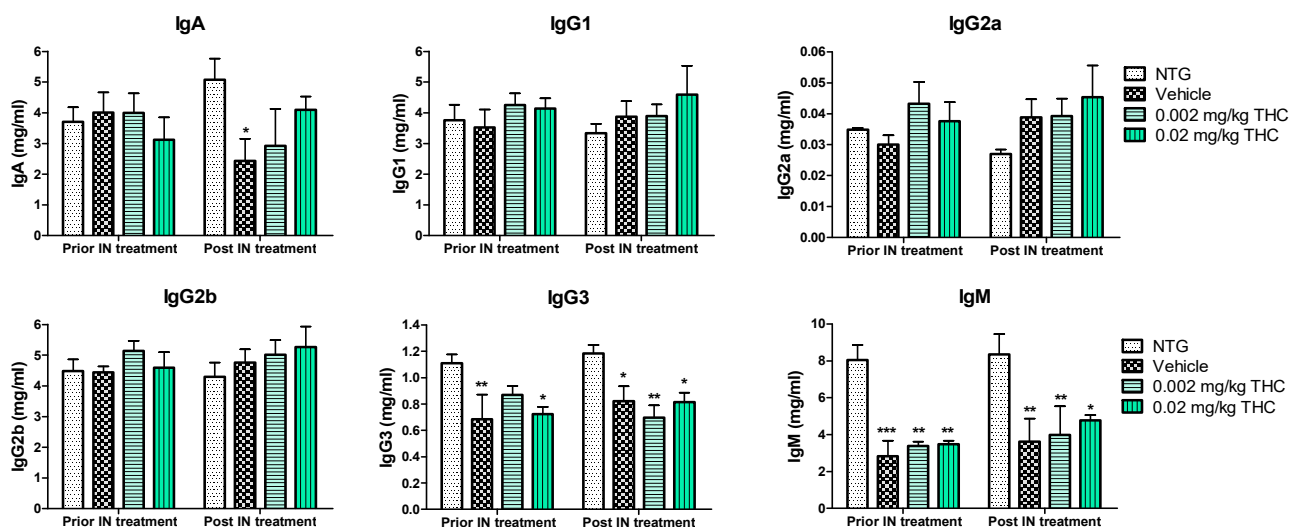 IgA
IgA (mg/ml)
6
5
4
3
2
1
0
*
Prior IN treatment
Post IN treatment
IgG1
IgG1 (mg/ml)
6
5
4
3
2
1
0
Prior IN treatment
Post IN treatment
IgG2a
IgG2a (mg/ml)
0.06
0.05
0.04
0.03
0.02
0.01
0.00
Prior IN treatment
Post IN treatment
NTG
Vehicle
0.002 mg/kg THC
0.02 mg/kg THC
IgG2b
IgG2b (mg/ml)
6
5
4
3
2
1
0
Prior IN treatment
Post IN treatment
IgG3
IgG3 (mg/ml)
1.4
1.2
1.0
0.8
0.6
0.4
0.2
0.0
**
*
*
**
*
Prior IN treatment
Post IN treatment
IgM
IgM (mg/ml)
10
8
6
4
2
0
***
**
**
**
**
*
Prior IN treatment
Post IN treatment
NTG
Vehicle
0.002 mg/kg THC
0.02 mg/kg THC